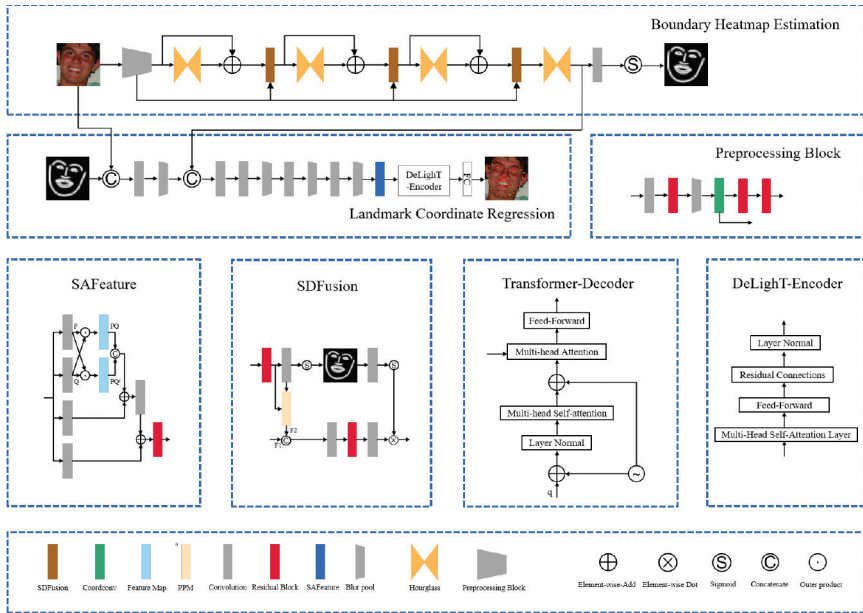 Boundary Heatmap Estimation
S
C
C
DeLighT
-Encoder
FC
Landmark Coordinate Regression
Preprocessing Block
SAFeature
P
PQ
C
Q
SDFusion
S
S
F2
F1
C
Transformer-Decoder
Feed-Forward
Multi-head Attention
Multi-head Self-attention
Layer Normal
q
~
DeLighT-Encoder
Layer Normal
Residual Connections
Feed-Forward
Multi-Head Self-Attention Layer
S
C
SDFusion
Coordconv
Feature Map
PPM
Convolution
Residual Block
SAFeature
Blur pool
Hourglass
Preprocessing Block
Element-wise-Add
Element-wise Dot
Sigmoid
Concatenate
Outer product